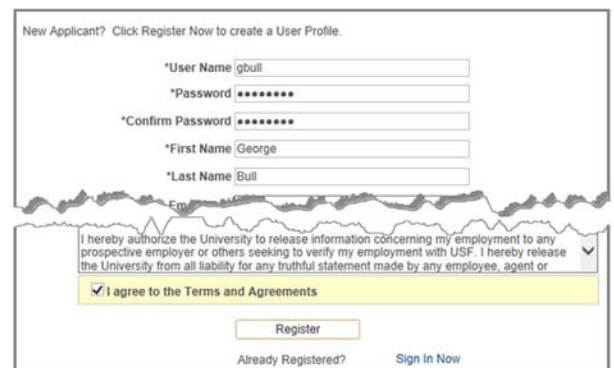 New Applicant? Click Register Now to create a User Profile.
*User Name gbull
*Password ●●●●●●●●
*Confirm Password ●●●●●●●●
*First Name George
*Last Name Bull
I hereby authorize the University to release information concerning my employment to any
prospective employer or others seeking to verify my employment with USF. I hereby release
the University from all liability for any truthful statement made by any employee, agent or
I agree to the Terms and Agreements
Register
Already Registered? Sign In Now